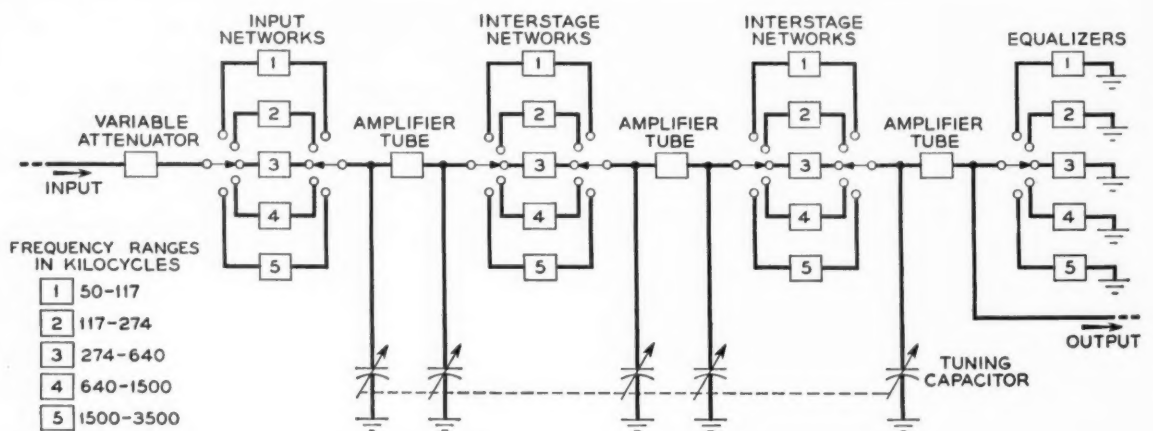 INPUT
NETWORKS
1
2
3
4
5
INTERSTAGE
NETWORKS
1
2
3
4
5
INTERSTAGE
NETWORKS
1
2
3
4
5
EQUALIZERS
1
2
3
4
5
VARIABLE
ATTENUATOR
AMPLIFIER
TUBE
AMPLIFIER
TUBE
AMPLIFIER
TUBE
INPUT
OUTPUT
TUNING
CAPACITOR
FREQUENCY RANGES
IN KILOCYCLES
1 50-117
2 117-274
3 274-640
4 640-1500
5 1500-3500